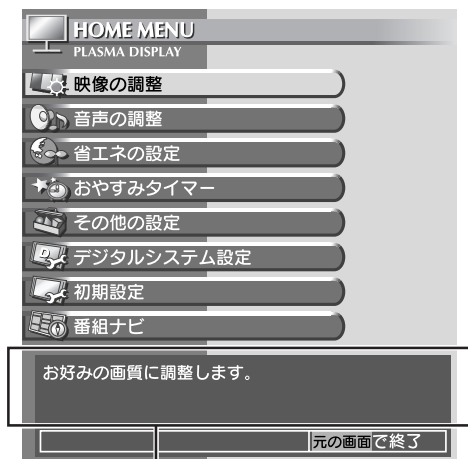 HOME MENU
PLASMA DISPLAY
映像の調整
音声の調整
省エネの設定
おやすみタイマー
その他の設定
デジタルシステム設定
初期設定
番組ナビ
お好みの画質に調整します。
元の画面で終了